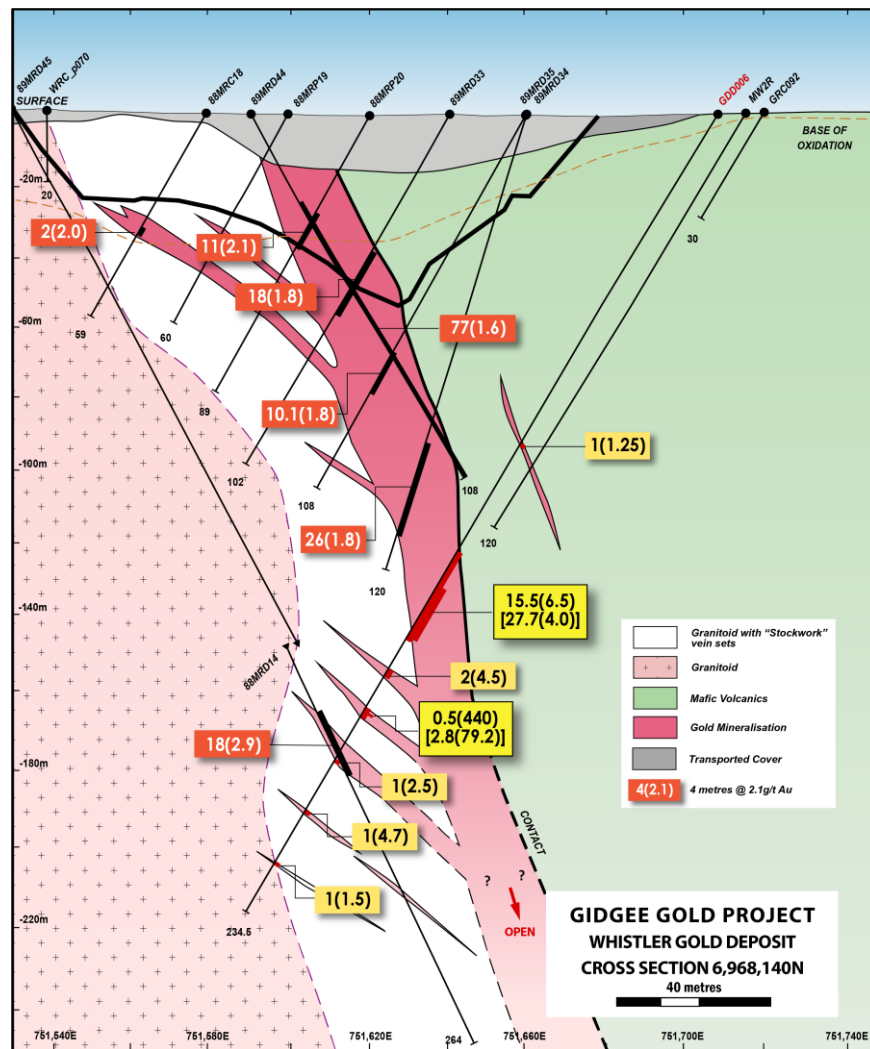 89MRD45
WRC_p070
88MRC18
89MRD44
88MRP19
88MRP20
89MRD33
89MRD35
89MRD34
GDD006
MW2R
GRC092
SURFACE
BASE OF
OXIDATION
-20m
20
2(2.0)
11(2.1)
30
18(1.8)
-60m
59
60
77(1.6)
89
10.1(1.8)
1(1.25)
-100m
102
108
108
26(1.8)
120
120
-140m
15.5(6.5)
[27.7(4.0)]
88MRD14
2(4.5)
0.5(440)
[2.8(79.2)]
18(2.9)
-180m
1(2.5)
1(4.7)
1(1.5)
-220m
234.5
264
CONTACT
? ?
OPEN
Granitoid with “Stockwork”
vein sets
Granitoid
Mafic Volcanics
Gold Mineralisation
Transported Cover
4(2.1) 4 metres @ 2.1g/t Au
GIDGEE GOLD PROJECT
WHISTLER GOLD DEPOSIT
CROSS SECTION 6,968,140N
40 metres
751,540E 751,580E 751,620E 751,660E 751,700E 751,740E